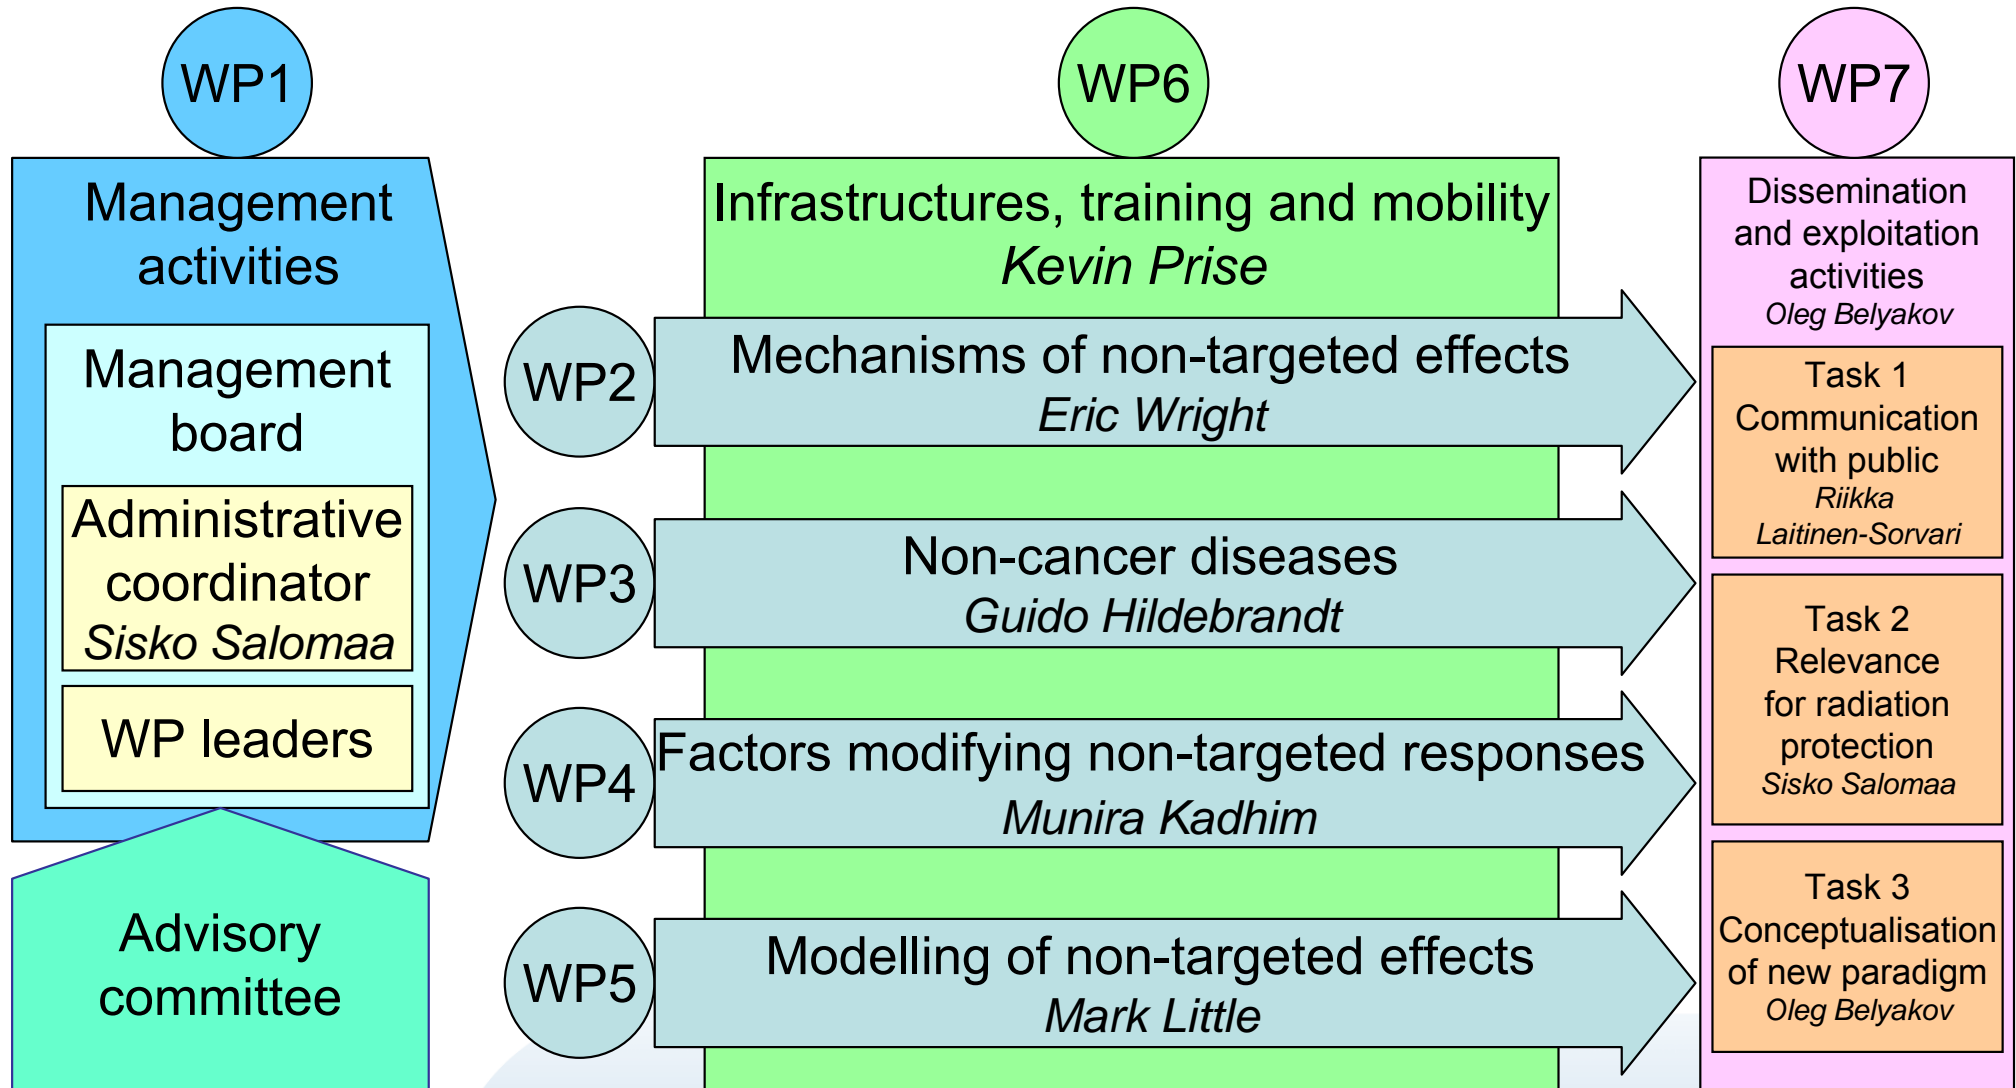 WP1
Management
activities
Management
board
Administrative
coordinator
Sisko Salomaa
WP leaders
Advisory
committee
WP6
Infrastructures, training and mobility
Kevin Prise
WP2
Mechanisms of non-targeted effects
Eric Wright
WP3
Non-cancer diseases
Guido Hildebrandt
WP4
Factors modifying non-targeted responses
Munira Kadhim
WP5
Modelling of non-targeted effects
Mark Little
WP7
Dissemination
and exploitation
activities
Oleg Belyakov
Task 1
Communication
with public
Riikka
Laitinen-Sorvari
Task 2
Relevance
for radiation
protection
Sisko Salomaa
Task 3
Conceptualisation
of new paradigm
Oleg Belyakov